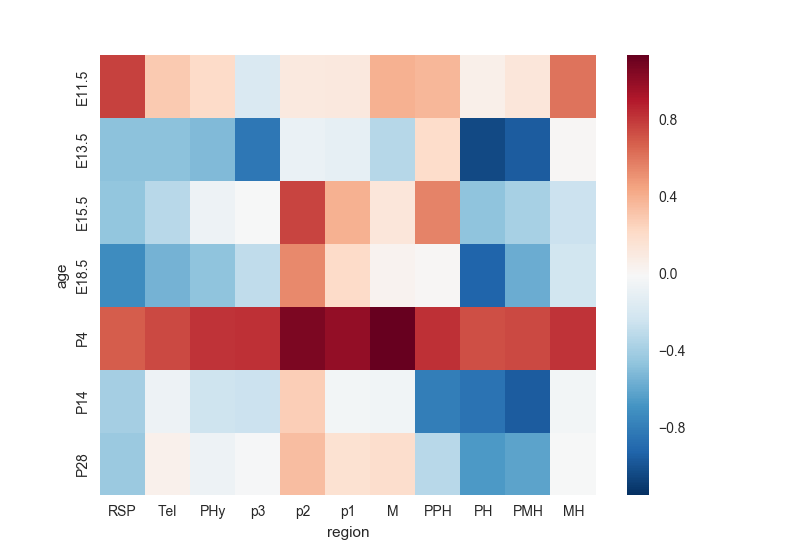 E11.5
E13.5
E15.5
E18.5
P4
P14
P28
age
RSP Tel PHy p3 p2 p1 M PPH PH PMH MH
region
0.8
0.4
0.0
−0.4
−0.8